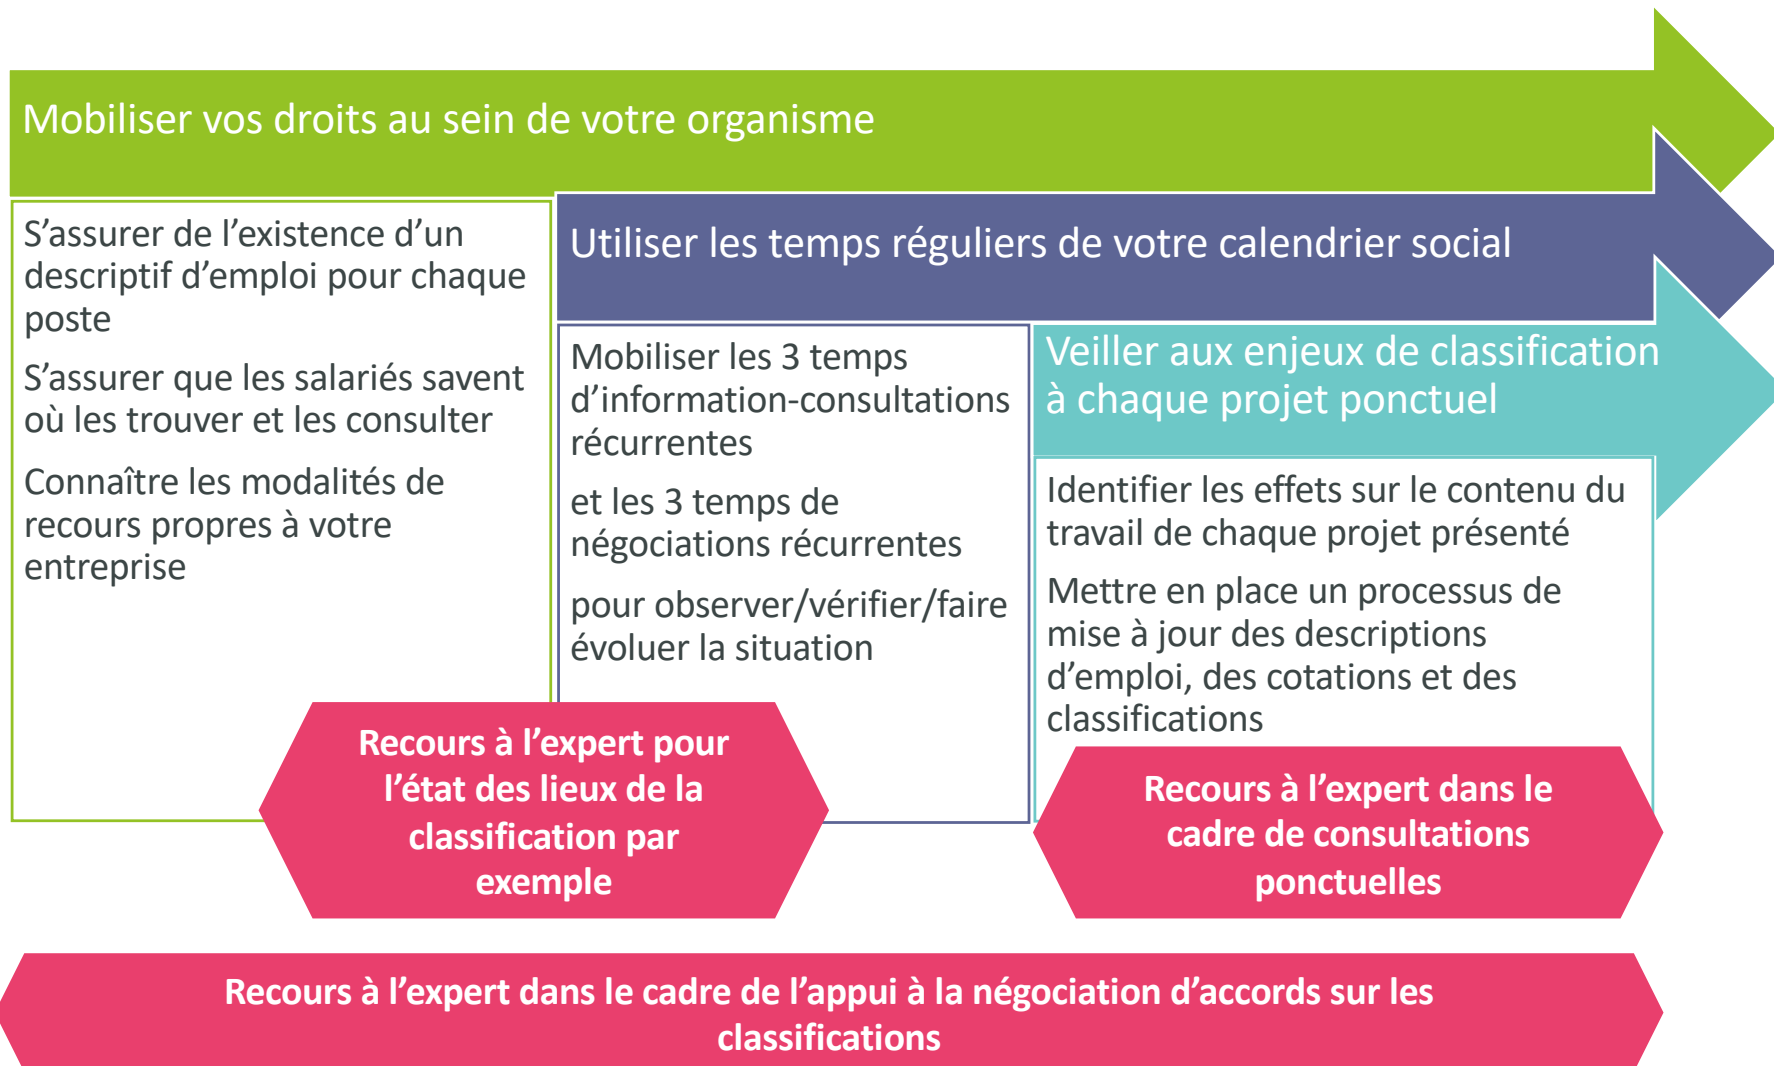 Mobiliser vos droits au sein de votre organisme
S’assurer de l’existence d’un
descriptif d’emploi pour chaque
poste
S’assurer que les salariés savent
où les trouver et les consulter
Connaître les modalités de
recours propres à votre
entreprise
Utiliser les temps réguliers de votre calendrier social
Mobiliser les 3 temps
d’information-consultations
récurrentes
et les 3 temps de
négociations récurrentes
pour observer/vérifier/faire
évoluer la situation
Veiller aux enjeux de classification
à chaque projet ponctuel
Identifier les effets sur le contenu du
travail de chaque projet présenté
Mettre en place un processus de
mise à jour des descriptions
d’emploi, des cotations et des
classifications
Recours à l’expert pour
l’état des lieux de la
classification par
exemple
Recours à l’expert dans le
cadre de consultations
ponctuelles
Recours à l’expert dans le cadre de l’appui à la négociation d’accords sur les
classifications